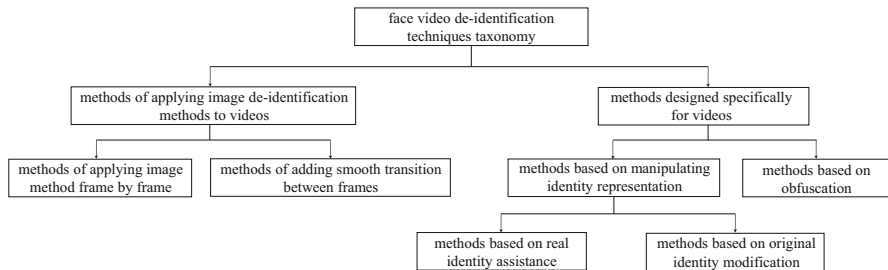 face video de-identification
techniques taxonomy
methods of applying image de-identification
methods to videos
methods designed specifically
for videos
methods of applying image
method frame by frame
methods of adding smooth transition
between frames
methods based on manipulating
identity representation
methods based on
obfuscation
methods based on real
identity assistance
methods based on original
identity modification